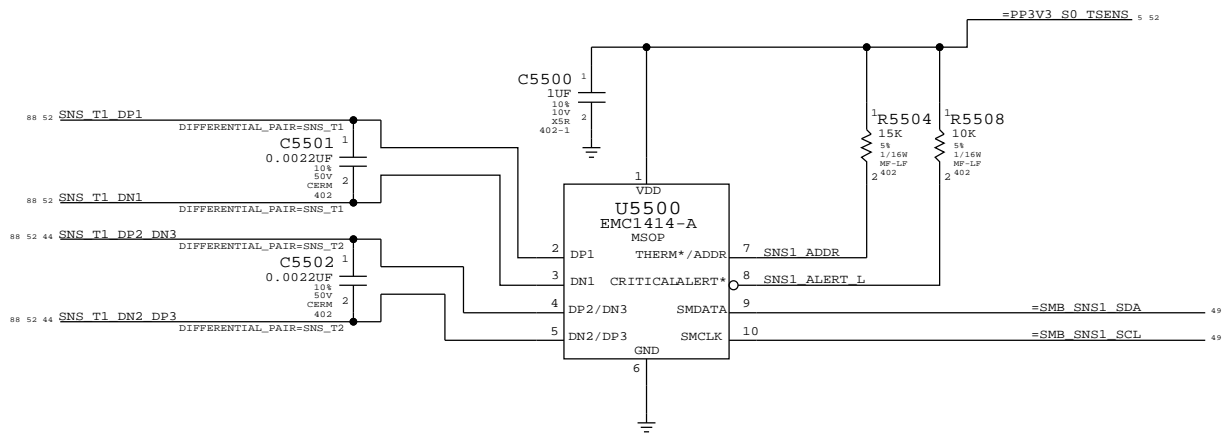 =PP3V3_S0_TSENS 5 52
C5500 1
1UF
10%
10V 2
X5R
402-1
1 R5504
15K
5%
1/16W
MF-LF
2 402
1 R5508
10K
5%
1/16W
MF-LF
2 402
88 52 SNS_T1_DP1
DIFFERENTIAL_PAIR=SNS_T1
C5501 1
0.0022UF
10%
50V
CERM 2
402
88 52 SNS_T1_DN1
DIFFERENTIAL_PAIR=SNS_T1
88 52 44 SNS_T1_DP2_DN3
DIFFERENTIAL_PAIR=SNS_T2
C5502 1
0.0022UF
10%
50V
CERM 2
402
88 52 44 SNS_T1_DN2_DP3
DIFFERENTIAL_PAIR=SNS_T2
1
VDD
U5500
EMC1414-A
MSOP
2 DP1 THERM*/ADDR 7 SNS1_ADDR
3 DN1 CRITICALALERT* 8 SNS1_ALERT_L
4 DP2/DN3 SMDATA 9 =SMB_SNS1_SDA 49
5 DN2/DP3 SMCLK 10 =SMB_SNS1_SCL 49
GND
6